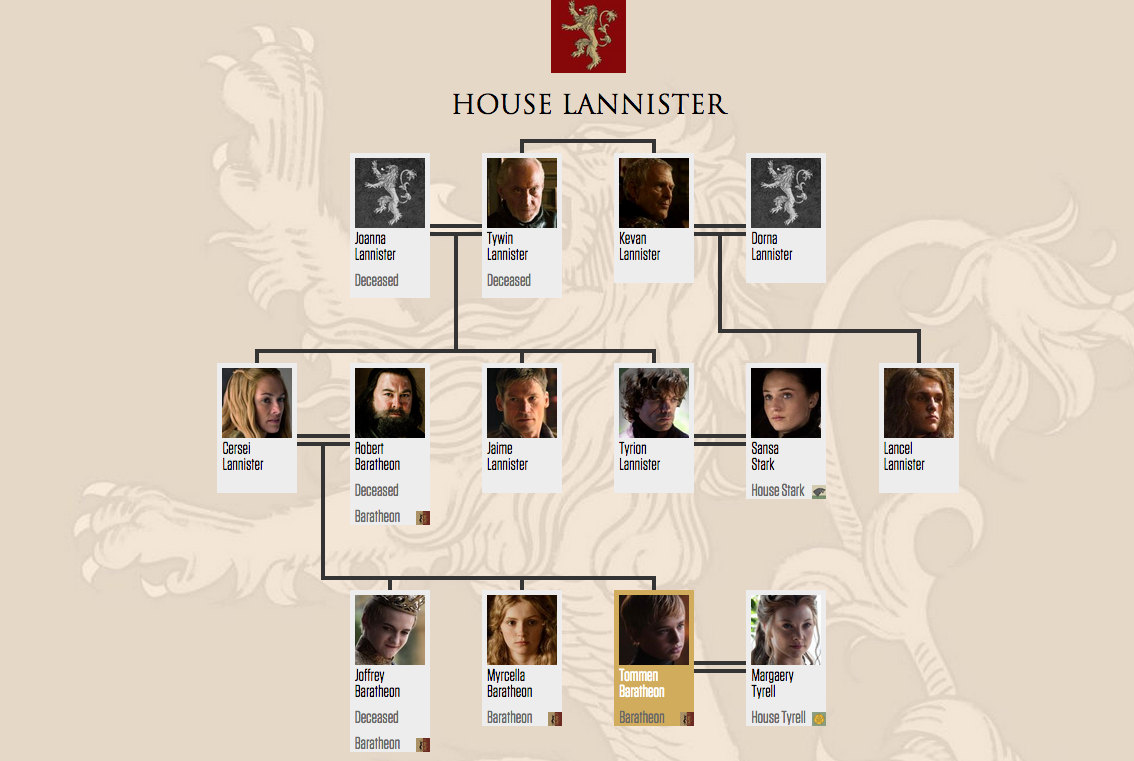 HOUSE LANNISTER
Joanna
Lannister
Deceased
Tywin
Lannister
Deceased
Kevan
Lannister
Dorna
Lannister
Cersei
Lannister
Robert
Baratheon
Deceased
Baratheon
Jaime
Lannister
Tyrion
Lannister
Sansa
Stark
House Stark
Lancel
Lannister
Joffrey
Baratheon
Deceased
Baratheon
Myrcella
Baratheon
Baratheon
Tommen
Baratheon
Baratheon
Margaery
Tyrell
House Tyrell